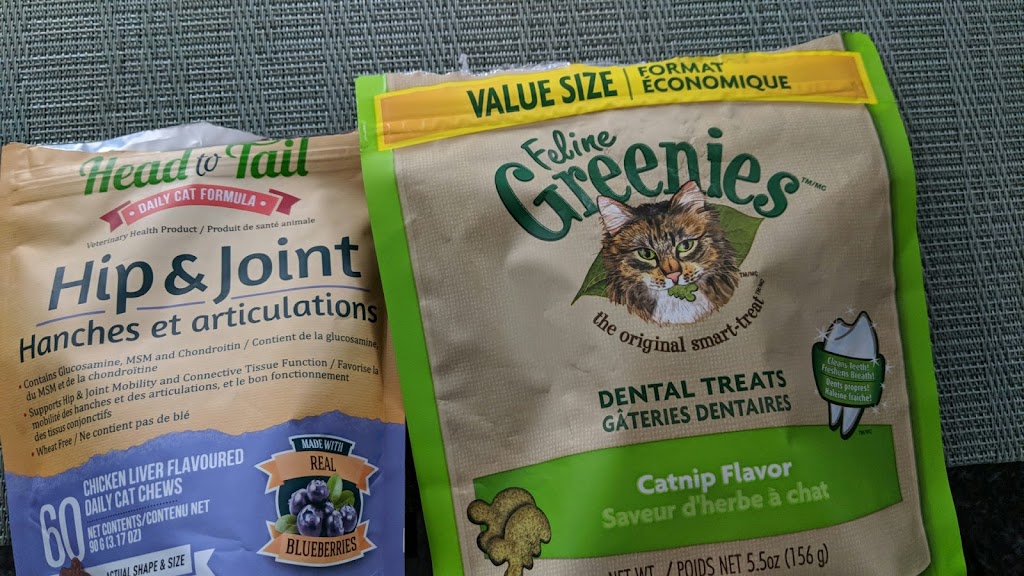 Head to Tail
• DAILY CAT FORMULA •
Veterinary Health Product / Produit de santé animale
Hip & Joint
Hanches et articulations
• Contains Glucosamine, MSM and Chondroitin / Contient de la glucosamine,
du MSM et de la chondroïtine
• Supports Hip & Joint Mobility and Connective Tissue Function / Favorise la
mobilité des hanches et des articulations, et le bon fonctionnement
des tissus conjonctifs
• Wheat Free / Ne contient pas de blé
60
CHICKEN LIVER FLAVOURED
DAILY CAT CHEWS
NET CONTENTS/CONTENU NET
90 G (3.17 OZ)
ACTUAL SHAPE & SIZE
MADE WITH
REAL
BLUEBERRIES
VALUE SIZE
FORMAT
ÉCONOMIQUE
Feline
Greenies TM/MC
TM/MC
the original smart-treat
DENTAL TREATS
GÂTERIES DENTAIRES
Cleans Teeth!
Freshens Breath!
Dents propres!
Haleine fraîche!
TM/MC
Catnip Flavor
Saveur d'herbe à chat
NET WT. / POIDS NET 5.5oz (156 g)